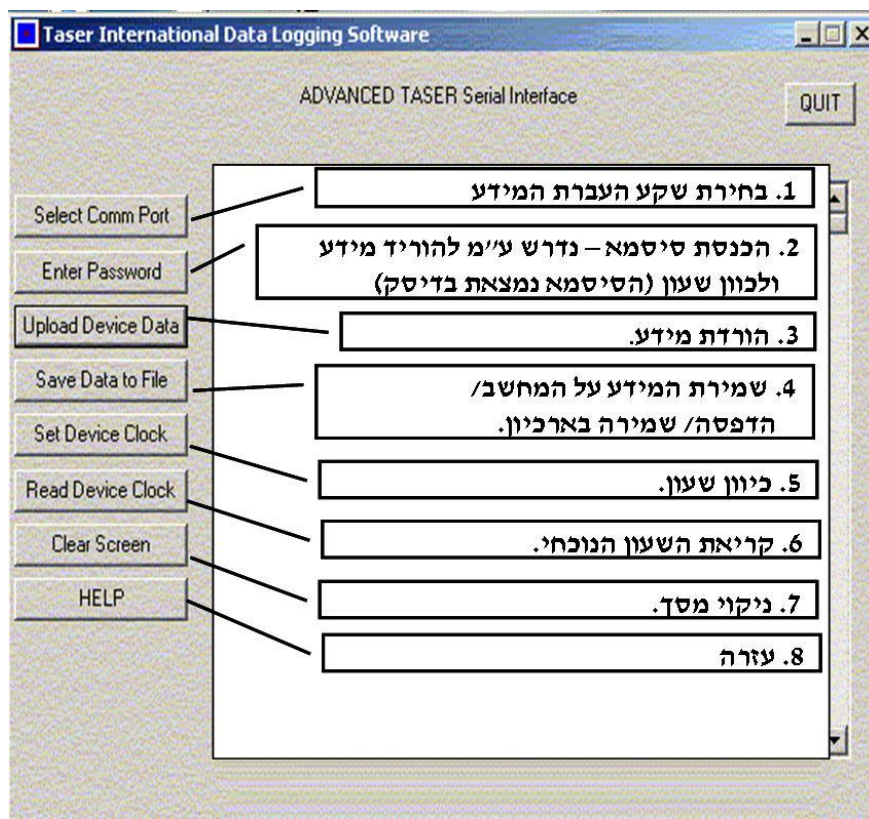 Taser International Data Logging Software
ADVANCED TASER Serial Interface
QUIT
Select Comm Port
1. בחירת שקע העברת המידע
Enter Password
2. הכנסת סיסמא – נדרש ע״מ להוריד מידע
ולכוון שעון (הסיסמא נמצאת בדיסק)
Upload Device Data
3. הורדת מידע.
Save Data to File
4. שמירת המידע על המחשב/
הדפסה/ שמירה בארכיון.
Set Device Clock
5. כיוון שעון.
Read Device Clock
6. קריאת השעון הנוכחי.
Clear Screen
7. ניקוי מסך.
HELP
8. עזרה